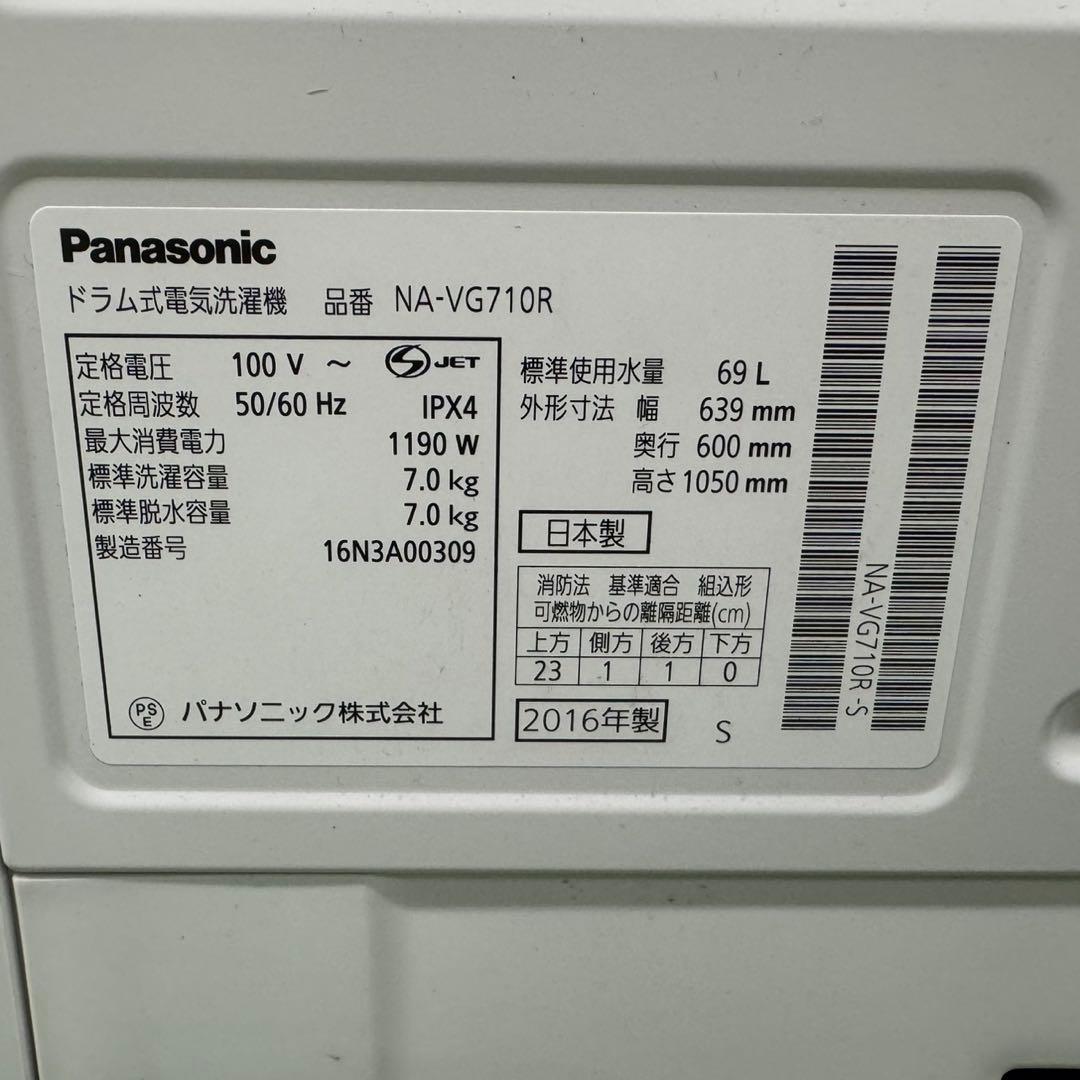 Panasonic
ドラム式電気洗濯機 品番 NA-VG710R
定格電圧 100 V ～ S JET
定格周波数 50/60 Hz IPX4
最大消費電力 1190 W
標準洗濯容量 7.0 kg
標準脱水容量 7.0 kg
製造番号 16N3A00309
PS
E
パナソニック株式会社
標準使用水量 69 L
外形寸法 幅 639 mm
奥行 600 mm
高さ 1050 mm
日本製
消防法 基準適合 組込形
可燃物からの離隔距離(cm)
上方 側方 後方 下方
23 1 1 0
2016年製 S
NA-VG710R-S